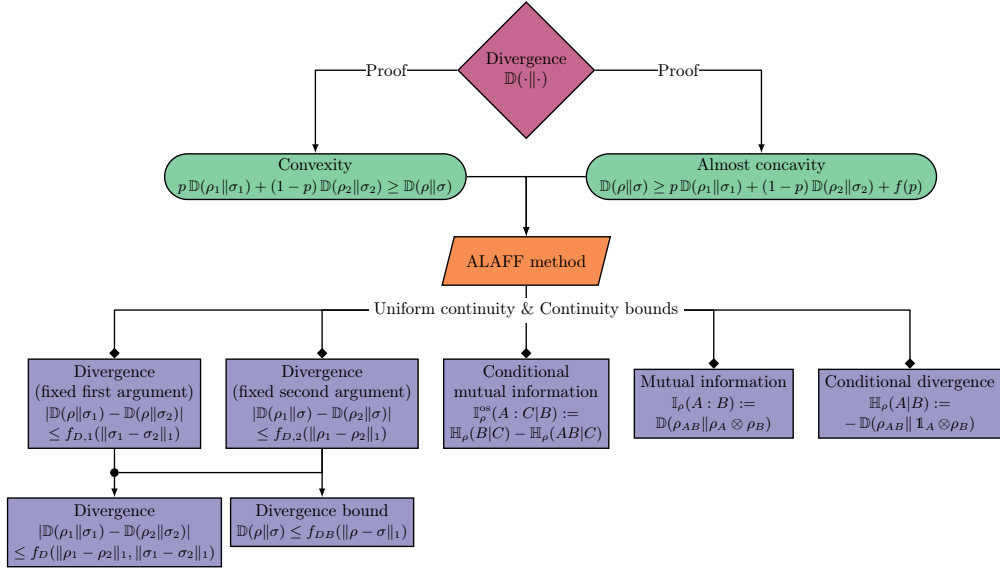 Divergence
𝔻(·‖·)
Proof
Proof
Convexity
p 𝔻(ρ₁‖σ₁) + (1 − p) 𝔻(ρ₂‖σ₂) ≥ 𝔻(ρ‖σ)
Almost concavity
𝔻(ρ‖σ) ≥ p 𝔻(ρ₁‖σ₁) + (1 − p) 𝔻(ρ₂‖σ₂) + f(p)
ALAFF method
Uniform continuity & Continuity bounds
Divergence
(fixed first argument)
|𝔻(ρ‖σ₁) − 𝔻(ρ‖σ₂)|
≤ f_{D,1}(‖σ₁ − σ₂‖₁)
Divergence
(fixed second argument)
|𝔻(ρ₁‖σ) − 𝔻(ρ₂‖σ)|
≤ f_{D,2}(‖ρ₁ − ρ₂‖₁)
Conditional
mutual information
𝕀^{os}_ρ(A : C|B) :=
ℍ_ρ(B|C) − ℍ_ρ(AB|C)
Mutual information
𝕀_ρ(A : B) :=
𝔻(ρ_{AB}‖ρ_A ⊗ ρ_B)
Conditional divergence
ℍ_ρ(A|B) :=
− 𝔻(ρ_{AB}‖ 𝟙_A ⊗ρ_B)
Divergence
|𝔻(ρ₁‖σ₁) − 𝔻(ρ₂‖σ₂)|
≤ f_D(‖ρ₁ − ρ₂‖₁, ‖σ₁ − σ₂‖₁)
Divergence bound
𝔻(ρ‖σ) ≤ f_{DB}(‖ρ − σ‖₁)